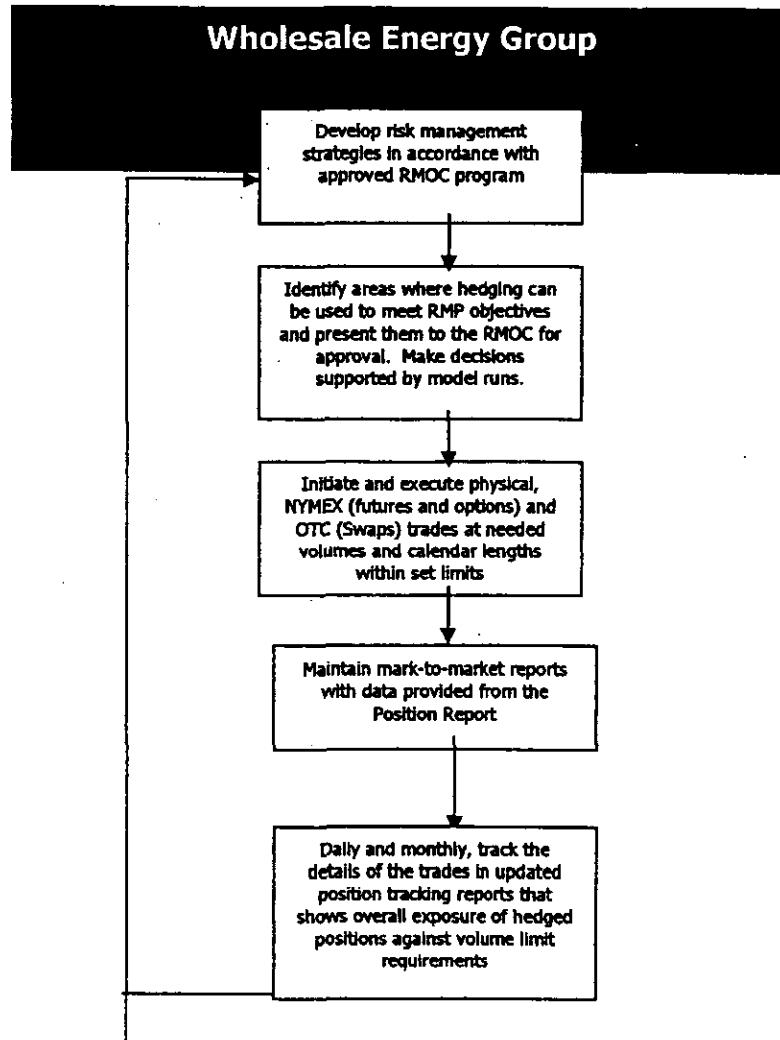 Wholesale Energy Group
Develop risk management
strategies in accordance with
approved RMOC program
Identify areas where hedging can
be used to meet RMP objectives
and present them to the RMOC for
approval. Make decisions
supported by model runs.
Initiate and execute physical,
NYMEX (futures and options) and
OTC (Swaps) trades at needed
volumes and calendar lengths
within set limits
Maintain mark-to-market reports
with data provided from the
Position Report
Daily and monthly, track the
details of the trades in updated
position tracking reports that
shows overall exposure of hedged
positions against volume limit
requirements